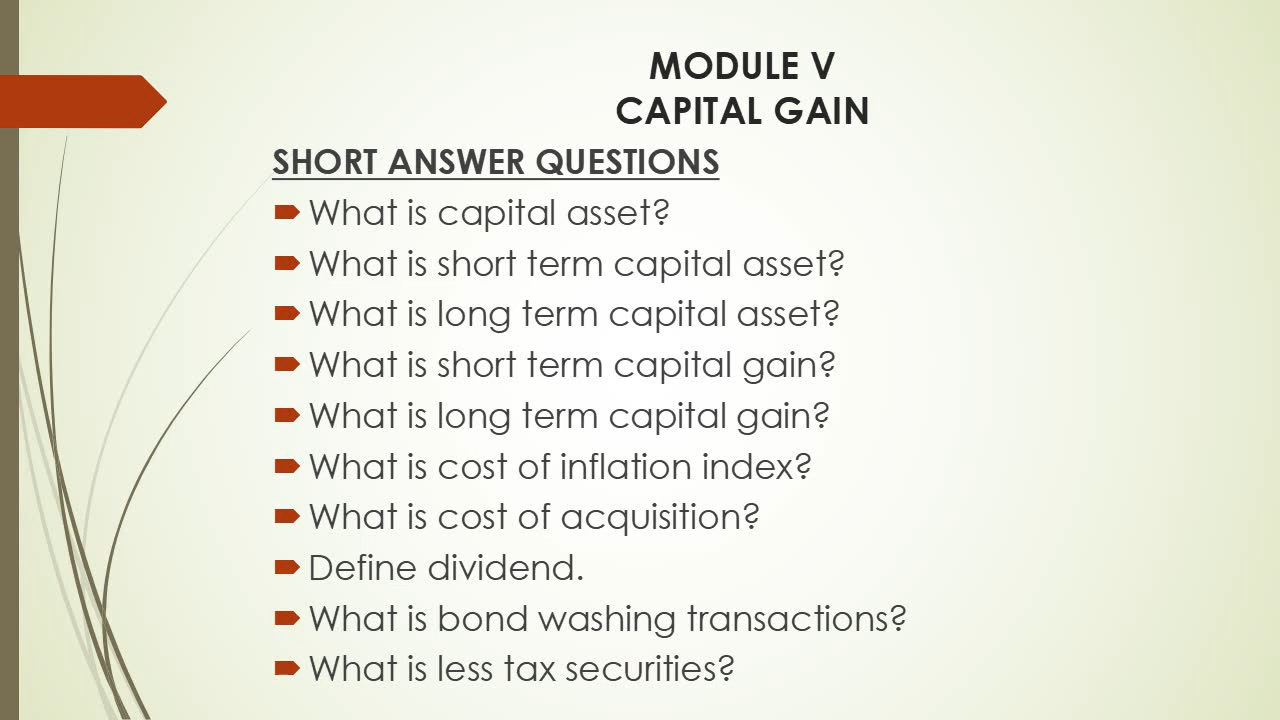 MODULE V
CAPITAL GAIN
SHORT ANSWER QUESTIONS
What is capital asset?
What is short term capital asset?
What is long term capital asset?
What is short term capital gain?
What is long term capital gain?
What is cost of inflation index?
What is cost of acquisition?
Define dividend.
What is bond washing transactions?
What is less tax securities?